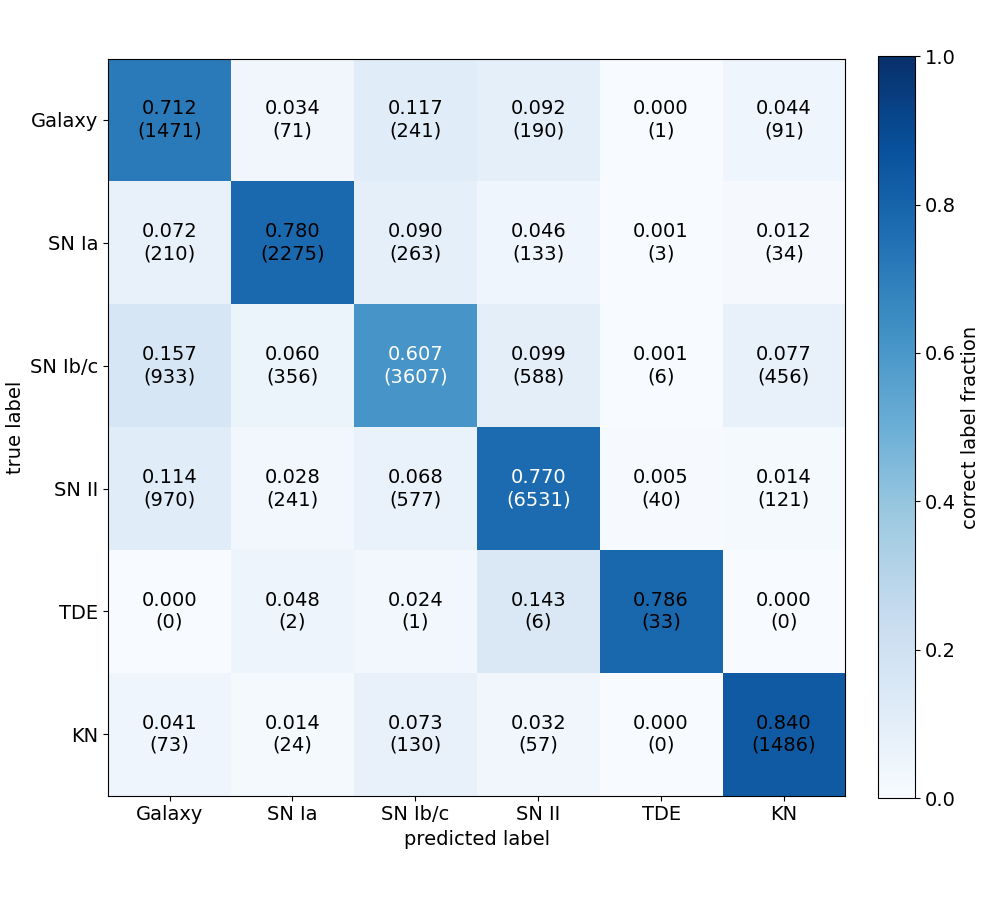 Galaxy 0.712 0.034 0.117 0.092 0.000 0.044
(1471) (71) (241) (190) (1) (91)
SN Ia 0.072 0.780 0.090 0.046 0.001 0.012
(210) (2275) (263) (133) (3) (34)
SN Ib/c 0.157 0.060 0.607 0.099 0.001 0.077
(933) (356) (3607) (588) (6) (456)
SN II 0.114 0.028 0.068 0.770 0.005 0.014
(970) (241) (577) (6531) (40) (121)
TDE 0.000 0.048 0.024 0.143 0.786 0.000
(0) (2) (1) (6) (33) (0)
KN 0.041 0.014 0.073 0.032 0.000 0.840
(73) (24) (130) (57) (0) (1486)
Galaxy SN Ia SN Ib/c SN II TDE KN
predicted label
true label
1.0
0.8
0.6
0.4
0.2
0.0
correct label fraction